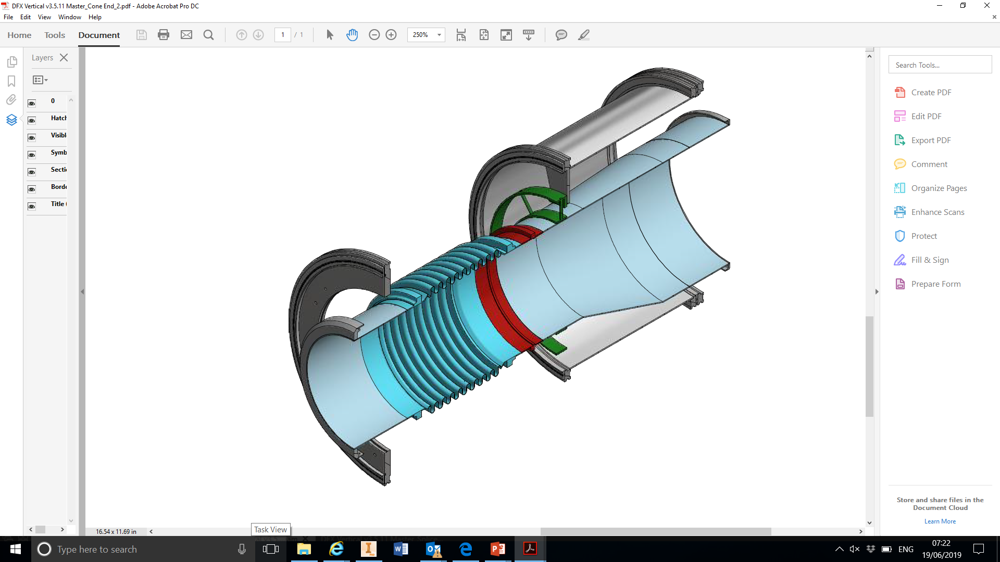 DFX Vertical v3.5.11 Master_Cone End_2.pdf - Adobe Acrobat Pro DC
File Edit View Window Help
Home Tools Document 1 / 1 250%
Layers
0
Hatch
Visibl
Symb
Secti
Borde
Title
Search Tools...
Create PDF
Edit PDF
Export PDF
Comment
Organize Pages
Enhance Scans
Protect
Fill & Sign
Prepare Form
Store and share files in the
Document Cloud
Learn More
16.54 x 11.69 in
Task View
Type here to search
ENG
07:22
19/06/2019